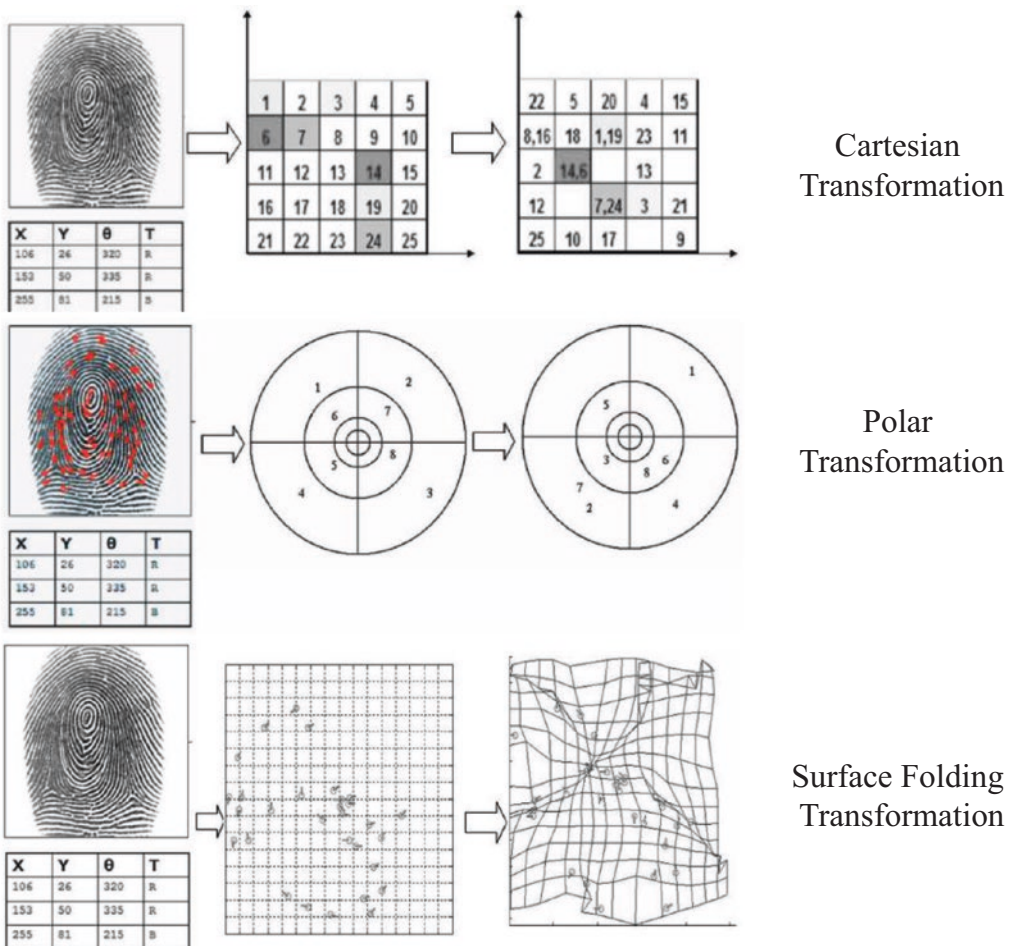 1 2 3 4 5
6 7 8 9 10
11 12 13 14 15
16 17 18 19 20
21 22 23 24 25
22 5 20 4 15
8,16 18 1,19 23 11
2 14,6 13
12 7,24 3 21
25 10 17 9
Cartesian
Transformation
X Y θ T
106 26 320 R
153 50 335 R
255 81 215 B
1 2
6 7
5 8
4 3
1
5
3 6
8
7
2 4
Polar
Transformation
X Y θ T
106 26 320 R
153 50 335 R
255 81 215 B
Surface Folding
Transformation
X Y θ T
106 26 320 R
153 50 335 R
255 81 215 B